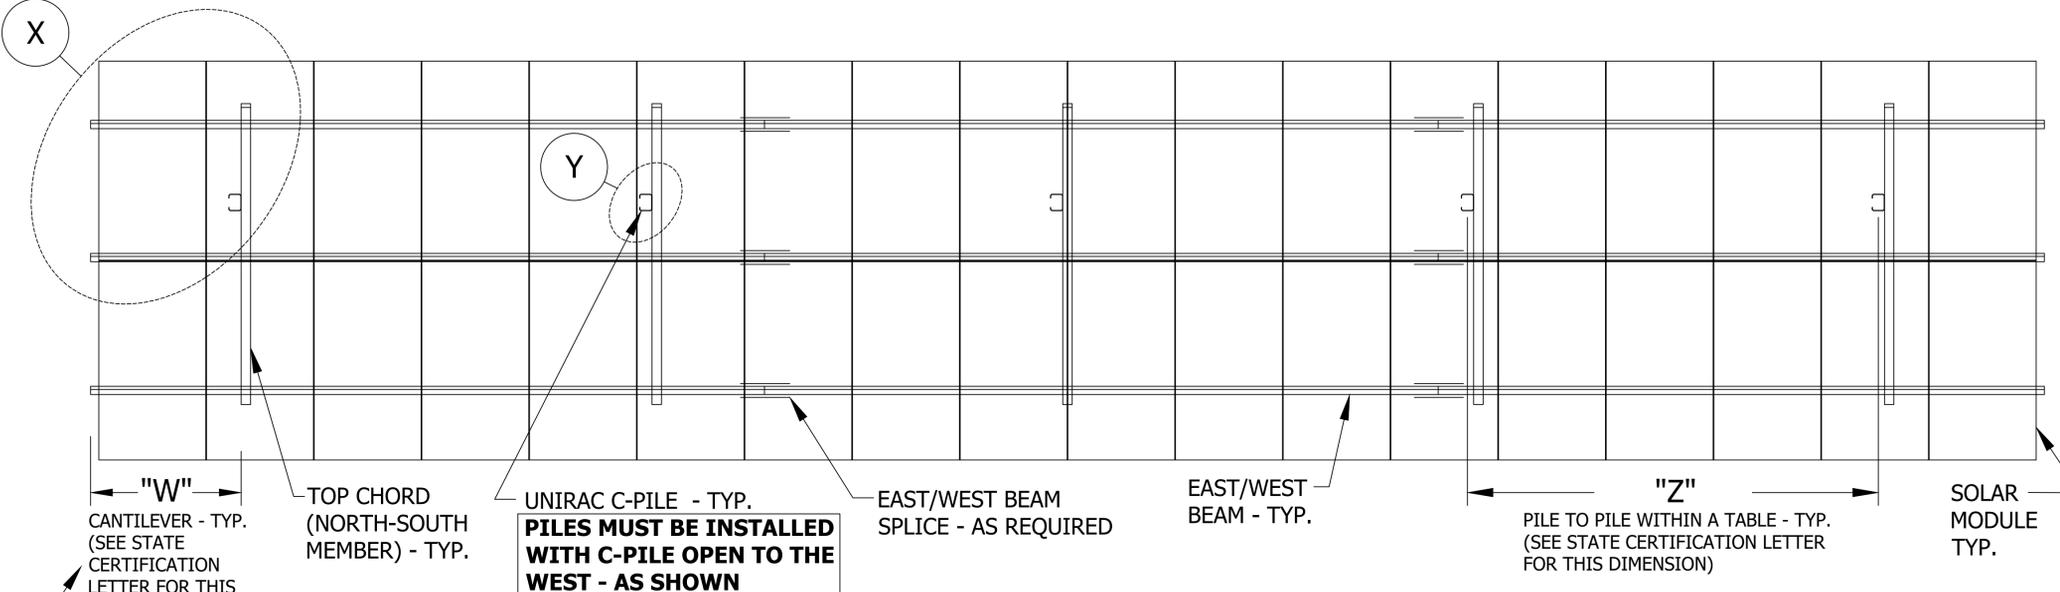 X
Y
"W"
CANTILEVER - TYP.
(SEE STATE
CERTIFICATION
LETTER FOR THIS
TOP CHORD
(NORTH-SOUTH
MEMBER) - TYP.
UNIRAC C-PILE - TYP.
PILES MUST BE INSTALLED
WITH C-PILE OPEN TO THE
WEST - AS SHOWN
EAST/WEST BEAM
SPLICE - AS REQUIRED
EAST/WEST
BEAM - TYP.
"Z"
PILE TO PILE WITHIN A TABLE - TYP.
(SEE STATE CERTIFICATION LETTER
FOR THIS DIMENSION)
SOLAR
MODULE
TYP.